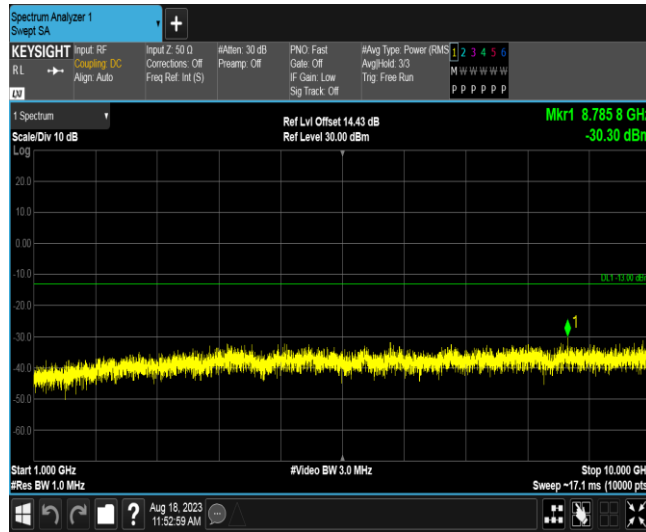 Spectrum Analyzer 1
Swept SA
+
KEYSIGHT Input: RF Input Z: 50 Ω #Atten: 30 dB PNO: Fast #Avg Type: Power (RMS 1 2 3 4 5 6
RL Coupling: DC Corrections: Off Preamp: Off Gate: Off Avg|Hold: 3/3 M W W W W W
Align: Auto Freq Ref: Int (S) IF Gain: Low Trig: Free Run
Sig Track: Off P P P P P P
LXI
1 Spectrum Ref Lvl Offset 14.43 dB Mkr1 8.785 8 GHz
Scale/Div 10 dB Ref Level 30.00 dBm -30.30 dBm
Log
20.0
10.0
0.00
-10.0
DL1 -13.00 dBm
-20.0
1
-30.0
-40.0
-50.0
-60.0
Start 1.000 GHz #Video BW 3.0 MHz Stop 10.000 GHz
#Res BW 1.0 MHz Sweep ~17.1 ms (10000 pts
? Aug 18, 2023
11:52:59 AM